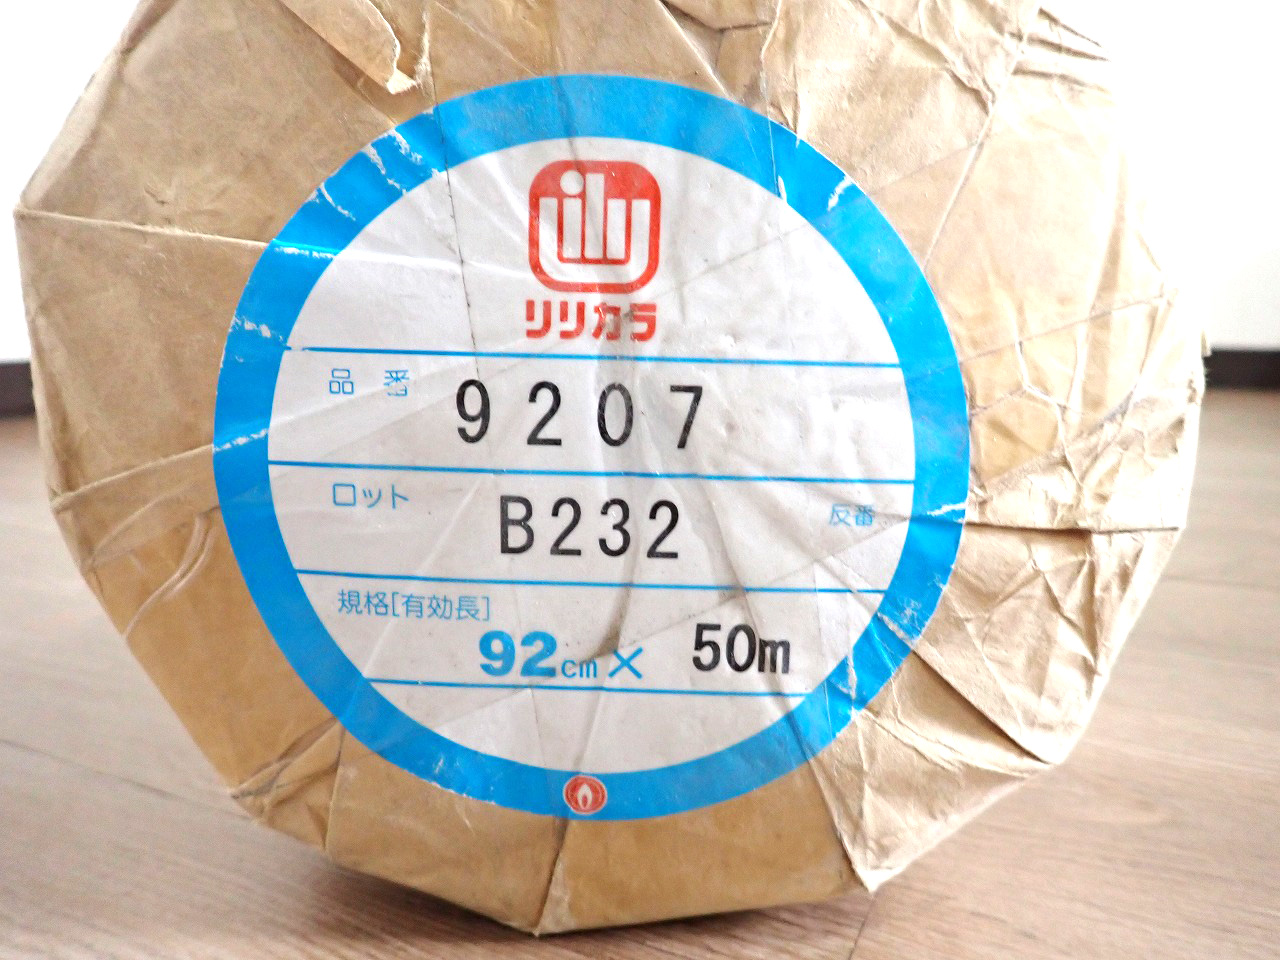 Lily
リリカラ
品番 9207
ロット B232 反番
規格[有効長]
92cm × 50m